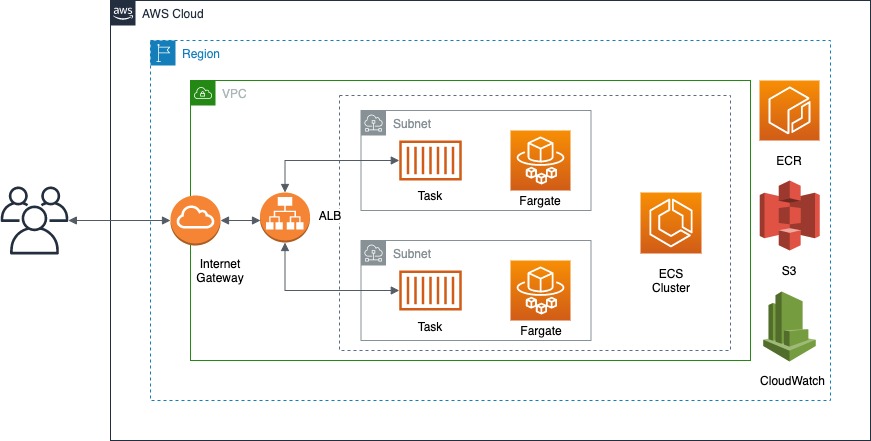 aws
AWS Cloud
Region
VPC
Subnet
Task
Fargate
ALB
Internet
Gateway
Subnet
Task
Fargate
ECS
Cluster
ECR
S3
CloudWatch